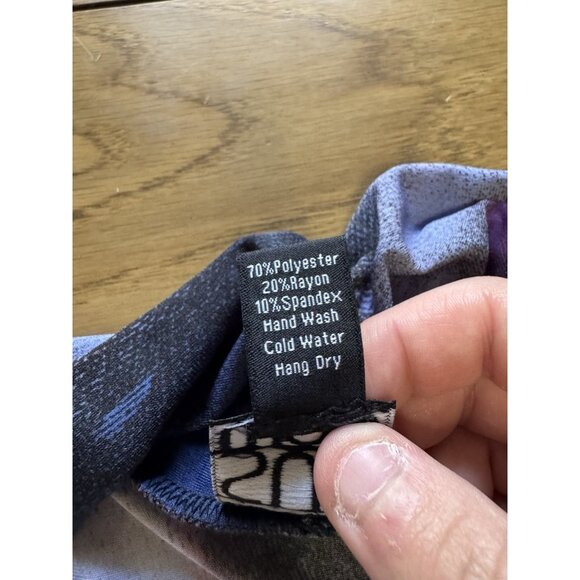 70%Polyester
20%Rayon
10%Spandex
Hand Wash
Cold Water
Hang Dry